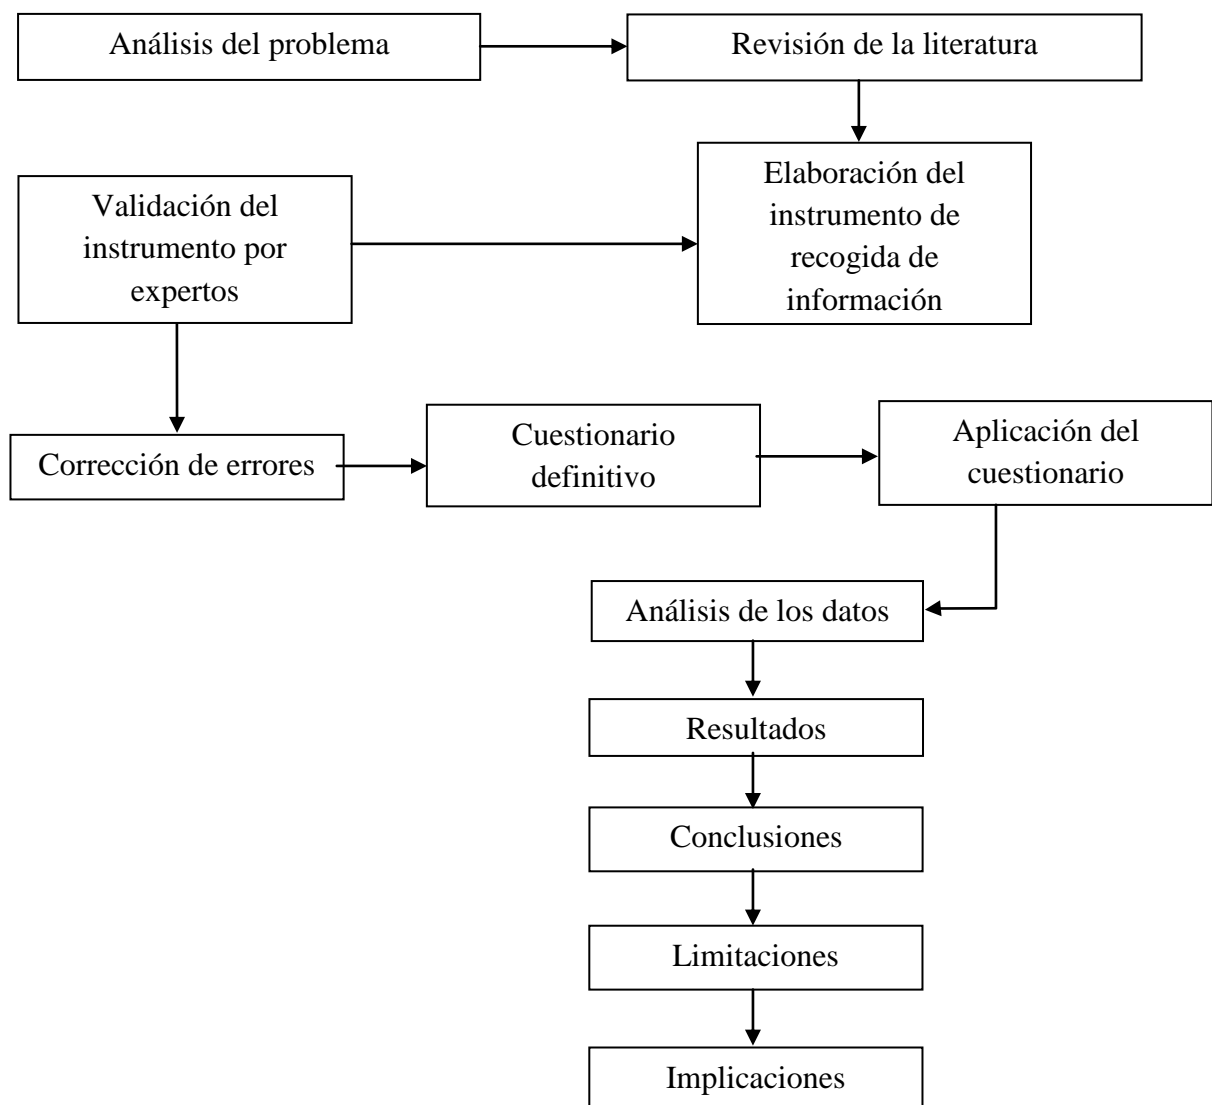 Análisis del problema
Revisión de la literatura
Elaboración del
instrumento de
recogida de
información
Validación del
instrumento por
expertos
Corrección de errores
Cuestionario
definitivo
Aplicación del
cuestionario
Análisis de los datos
Resultados
Conclusiones
Limitaciones
Implicaciones